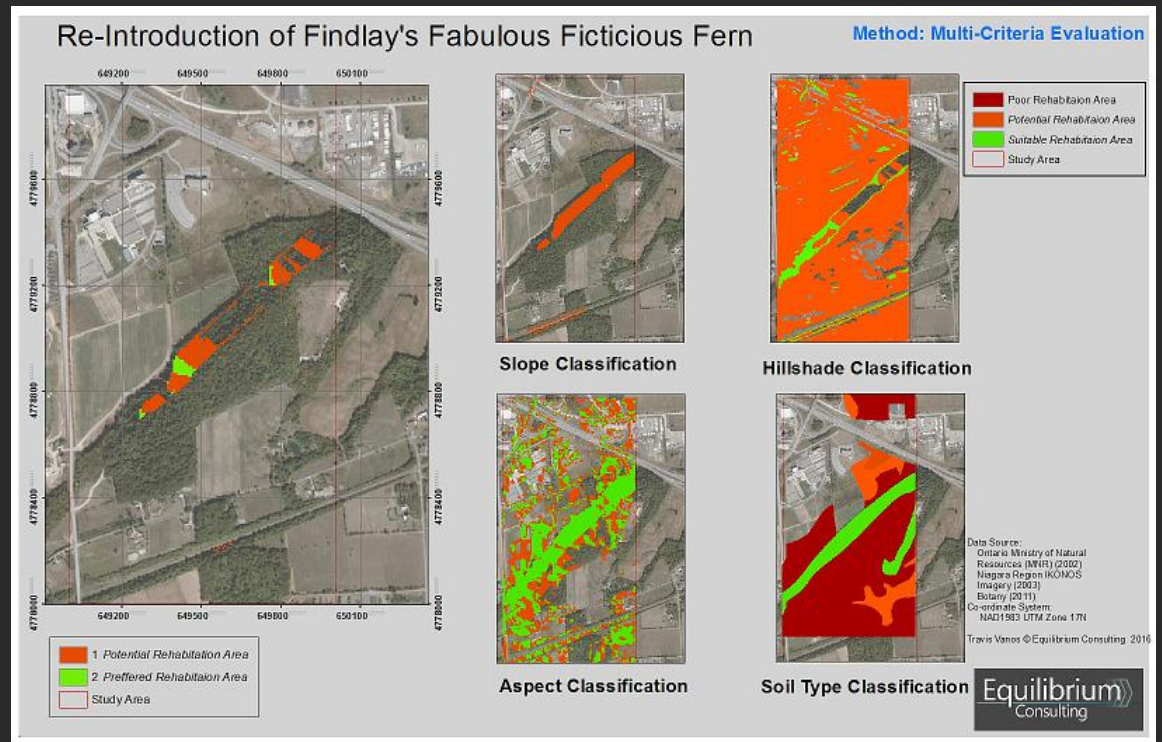 Re-Introduction of Findlay's Fabulous Ficticious Fern
Method: Multi-Criteria Evaluation
649200 649500 649800 650100
4779600
4779200
4778800
4778400
4778000
4779600
4779200
4778800
4778400
4778000
649200 649500 649800 650100
1 Potential Rehabitation Area
2 Preffered Rehabitaion Area
Study Area
Slope Classification
Hillshade Classification
Aspect Classification
Soil Type Classification
Poor Rehabitaion Area
Potential Rehabitaion Area
Suitable Rehabitaion Area
Study Area
Data Source:
Ontario Ministry of Natural
Resources (MNR) (2002)
Niagara Region IKONOS
Imagery (2003)
Botany (2011)
Co-ordinate System:
NAD1983 UTM Zone 17N
Travis Vanos © Equilibrium Consulting 2016
Equilibrium
Consulting